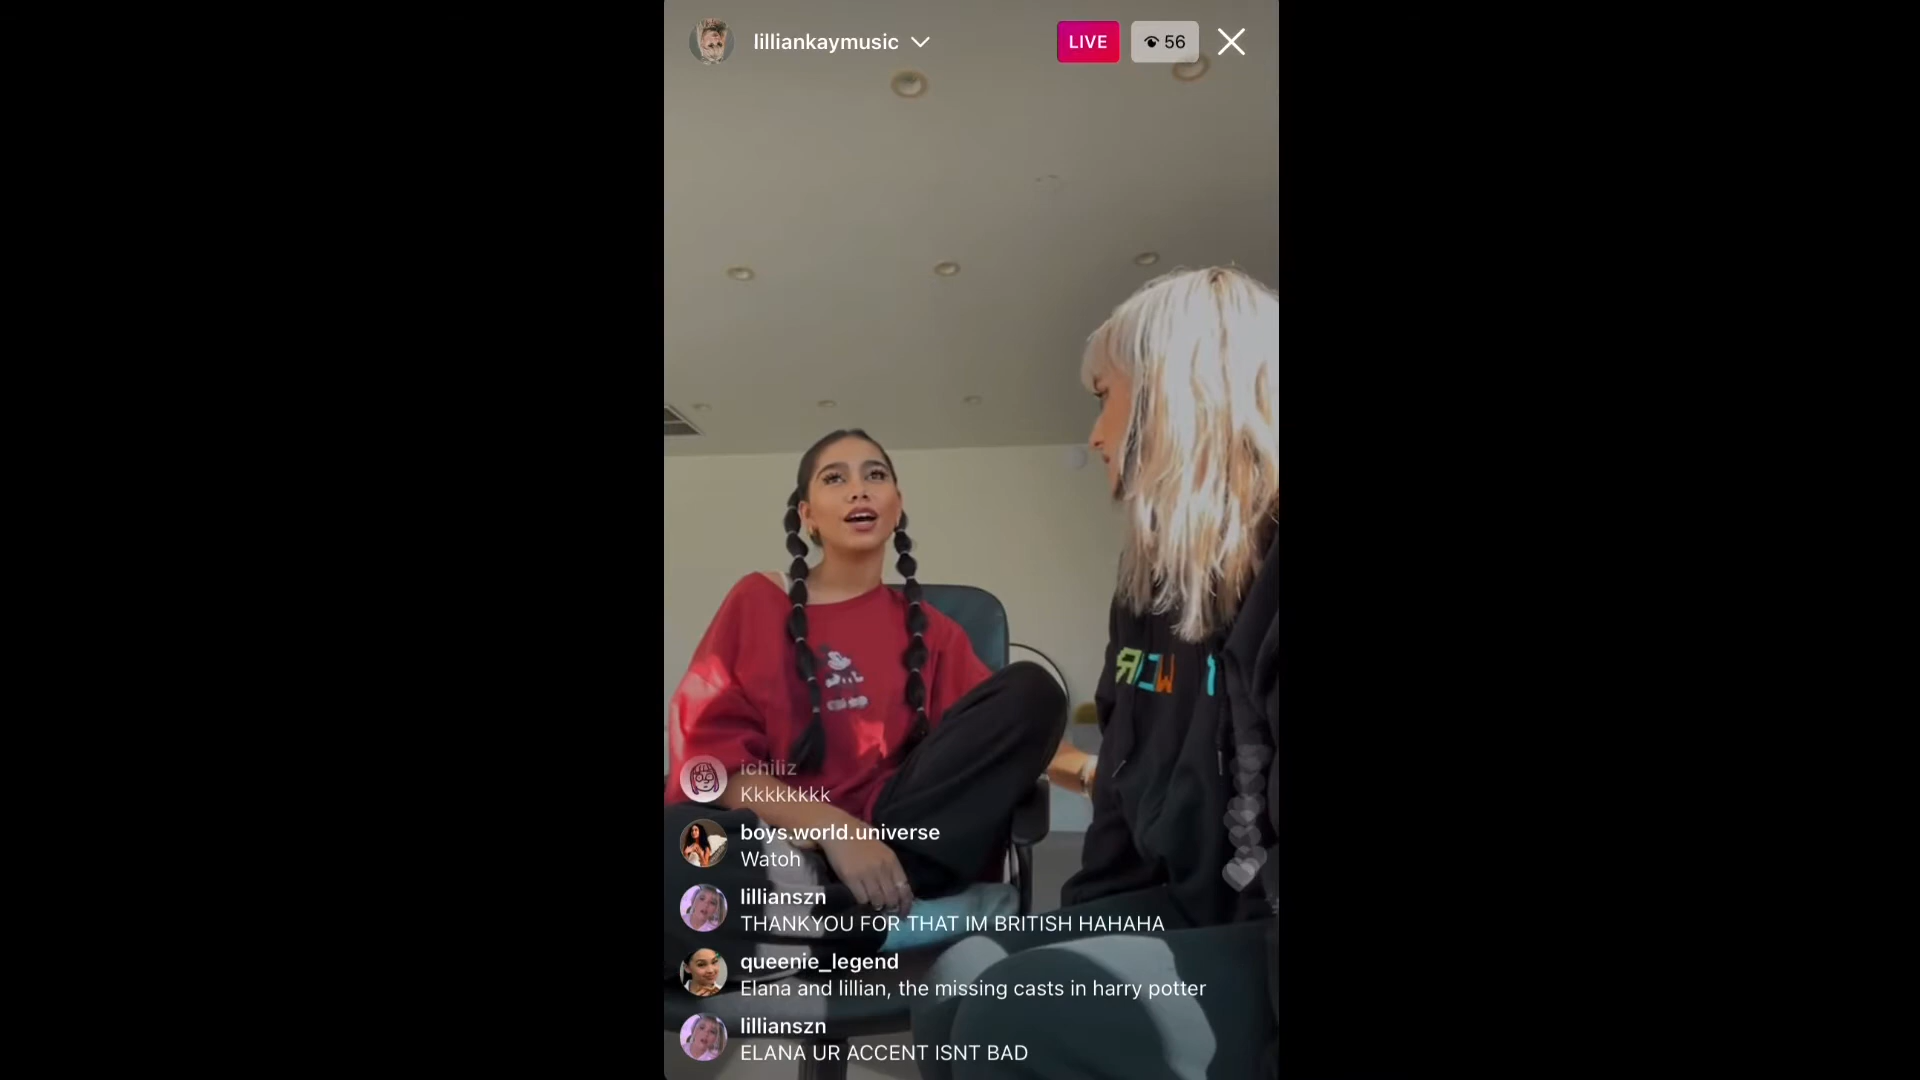 lilliankaymusic
LIVE
56
ichiliz
Kkkkkkkk
boys.world.universe
Watoh
lillianszn
THANKYOU FOR THAT IM BRITISH HAHAHA
queenie_legend
Elana and lillian, the missing casts in harry potter
lillianszn
ELANA UR ACCENT ISNT BAD